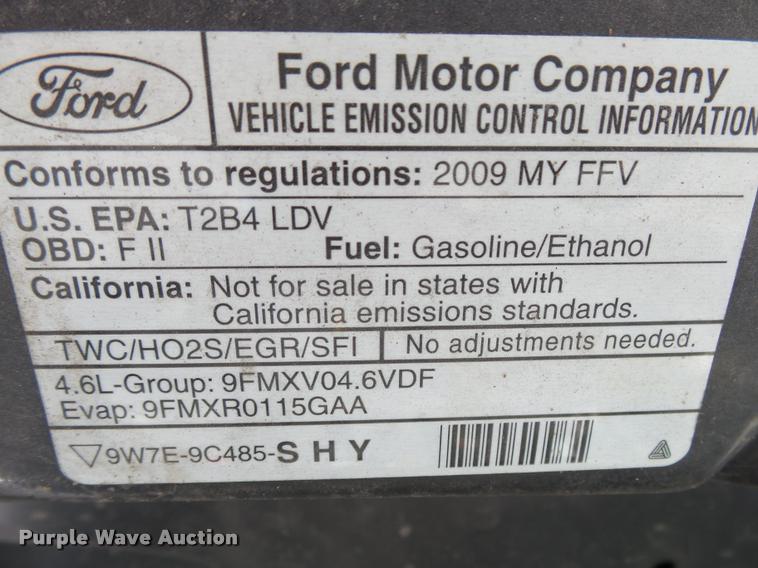 Ford
Ford Motor Company
VEHICLE EMISSION CONTROL INFORMATION
Conforms to regulations: 2009 MY FFV
U.S. EPA: T2B4 LDV
OBD: F II Fuel: Gasoline/Ethanol
California: Not for sale in states with
California emissions standards.
TWC/HO2S/EGR/SFI No adjustments needed.
4.6L-Group: 9FMXV04.6VDF
Evap: 9FMXR0115GAA
9W7E-9C485-S H Y
Purple Wave Auction